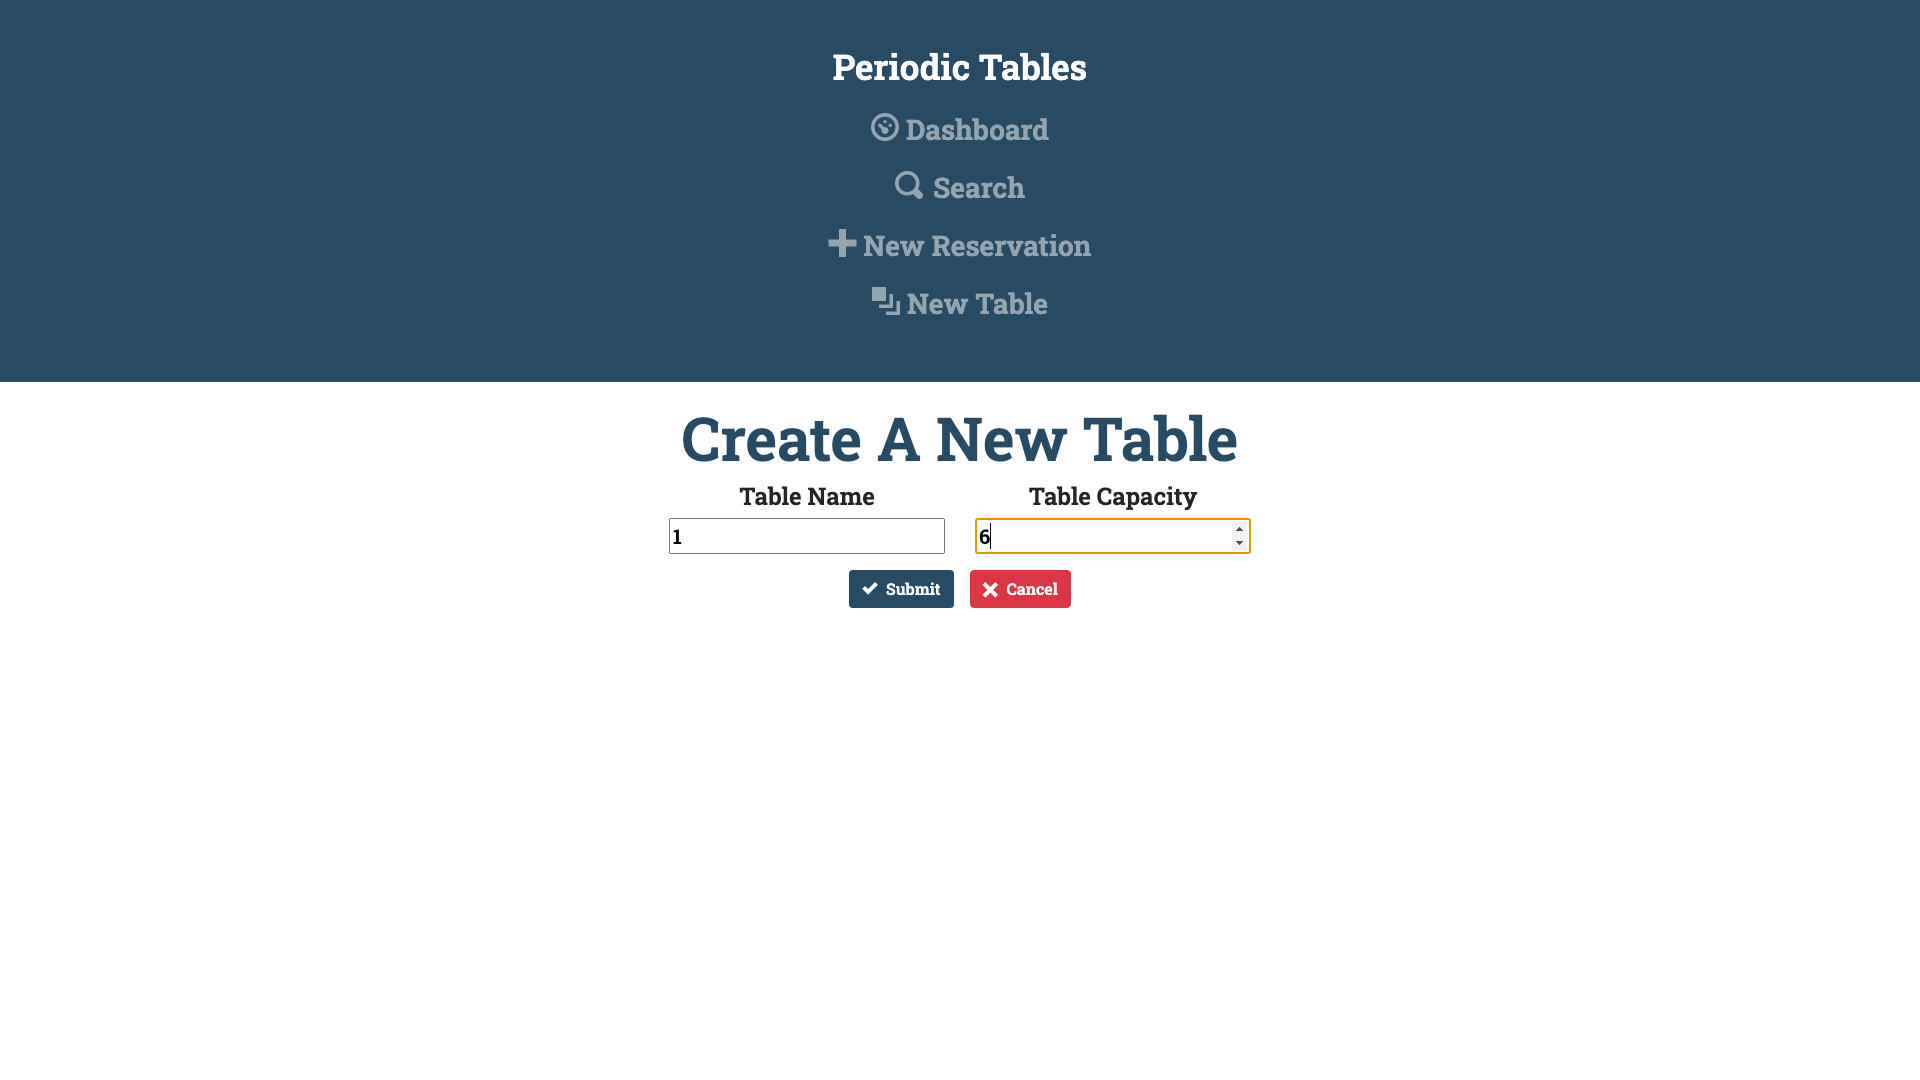 Periodic Tables
Dashboard
Search
New Reservation
New Table
Create A New Table
Table Name
Table Capacity
1
6
Submit
Cancel